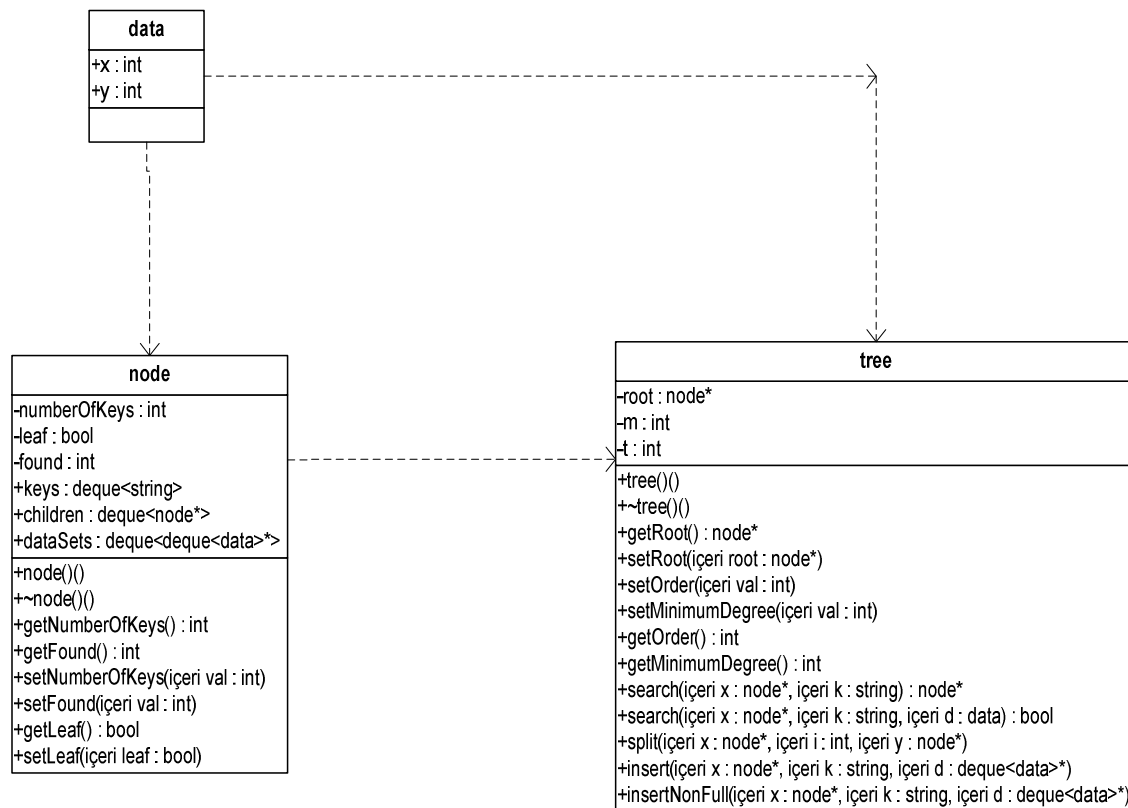 data
+x : int
+y : int
node
-numberOfKeys : int
-leaf : bool
-found : int
+keys : deque<string>
+children : deque<node*>
+dataSets : deque<deque<data>*>
+node()()
+~node()()
+getNumberOfKeys() : int
+getFound() : int
+setNumberOfKeys(içeri val : int)
+setFound(içeri val : int)
+getLeaf() : bool
+setLeaf(içeri leaf : bool)
tree
-root : node*
-m : int
-t : int
+tree()()
+~tree()()
+getRoot() : node*
+setRoot(içeri root : node*)
+setOrder(içeri val : int)
+setMinimumDegree(içeri val : int)
+getOrder() : int
+getMinimumDegree() : int
+search(içeri x : node*, içeri k : string) : node*
+search(içeri x : node*, içeri k : string, içeri d : data) : bool
+split(içeri x : node*, içeri i : int, içeri y : node*)
+insert(içeri x : node*, içeri k : string, içeri d : deque<data>*)
+insertNonFull(içeri x : node*, içeri k : string, içeri d : deque<data>*)